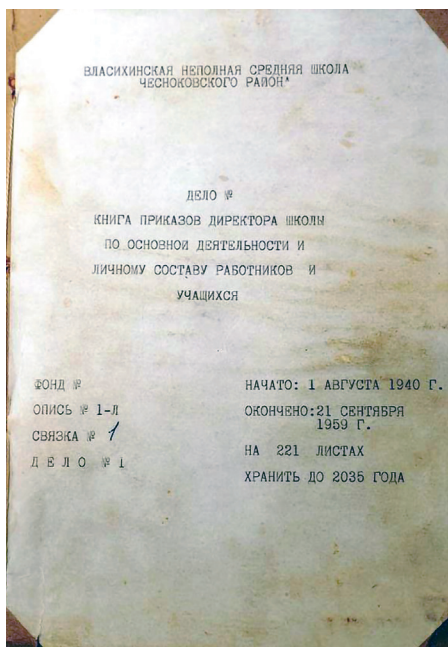 ВЛАСИХИНСКАЯ НЕПОЛНАЯ СРЕДНЯЯ ШКОЛА
ЧЕСНОКОВСКОГО РАЙОНА
ДЕЛО №
КНИГА ПРИКАЗОВ ДИРЕКТОРА ШКОЛЫ
ПО ОСНОВНОЙ ДЕЯТЕЛЬНОСТИ И
ЛИЧНОМУ СОСТАВУ РАБОТНИКОВ И
УЧАЩИХСЯ
ФОНД №
ОПИСЬ № 1-Л
СВЯЗКА № 1
Д Е Л О № 1
НАЧАТО: 1 АВГУСТА 1940 Г.
ОКОНЧЕНО:21 СЕНТЯБРЯ
1959 Г.
НА 221 ЛИСТАХ
ХРАНИТЬ ДО 2035 ГОДА